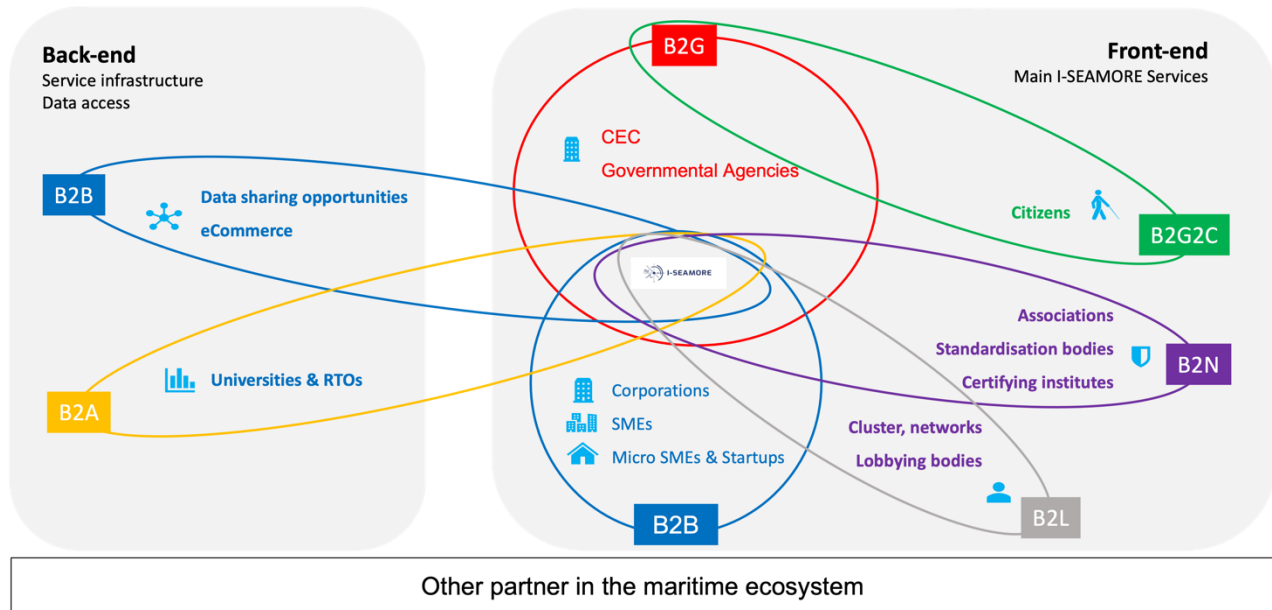 Back-end
Service infrastructure
Data access
B2G
Front-end
Main I-SEAMORE Services
CEC
Governmental Agencies
B2B
Data sharing opportunities
eCommerce
Citizens
B2G2C
I-SEAMORE
Associations
Standardisation bodies
Certifying institutes
B2N
B2A
Universities & RTOs
Corporations
SMEs
Micro SMEs & Startups
Cluster, networks
Lobbying bodies
B2L
B2B
Other partner in the maritime ecosystem